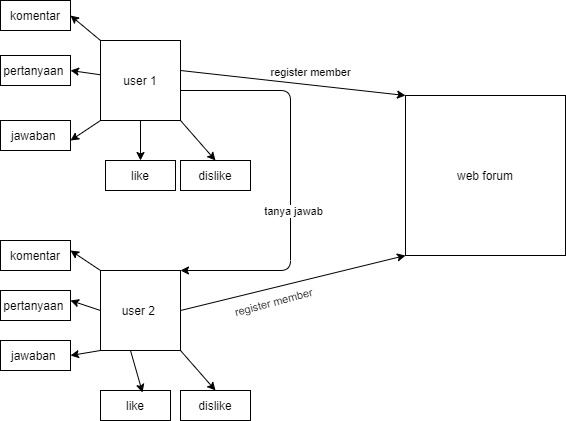 komentar
user 1
pertanyaan
register member
jawaban
like
dislike
web forum
tanya jawab
komentar
pertanyaan
user 2
register member
jawaban
like
dislike